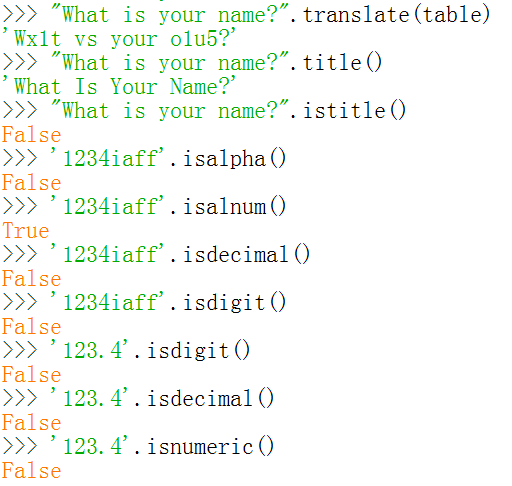 >>> "What is your name?".translate(table)
'Wx1t vs your o1u5?'
>>> "What is your name?".title()
'What Is Your Name?'
>>> "What is your name?".istitle()
False
>>> '1234iaff'.isalpha()
False
>>> '1234iaff'.isalnum()
True
>>> '1234iaff'.isdecimal()
False
>>> '1234iaff'.isdigit()
False
>>> '123.4'.isdigit()
False
>>> '123.4'.isdecimal()
False
>>> '123.4'.isnumeric()
False